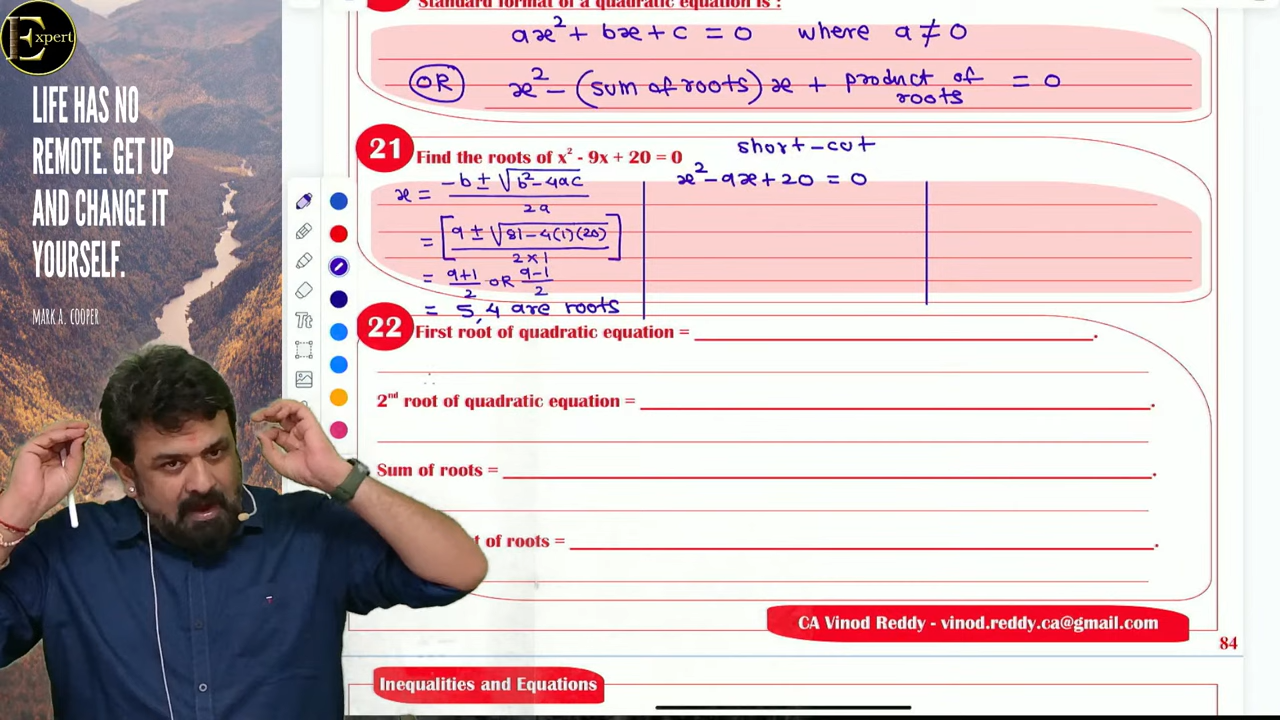 Expert
LIFE HAS NO
REMOTE. GET UP
AND CHANGE IT
YOURSELF.
MARK A. COOPER
Standard format of a quadratic equation is :
ax² + bx + c = 0 where a ≠ 0
OR x² - (sum of roots) x + product of roots = 0
21 Find the roots of x² - 9x + 20 = 0
x = -b ± √b² - 4ac / 2a
= [9 ± √81 - 4(1)(20) / 2×1]
= 9+1/2 OR 9-1/2
= 5,4 are roots
short-cut
x² - 9x + 20 = 0
22 First root of quadratic equation = ______.
2nd root of quadratic equation = ______.
Sum of roots = ______.
t of roots = ______.
CA Vinod Reddy - vinod.reddy.ca@gmail.com
84
Inequalities and Equations
Tt